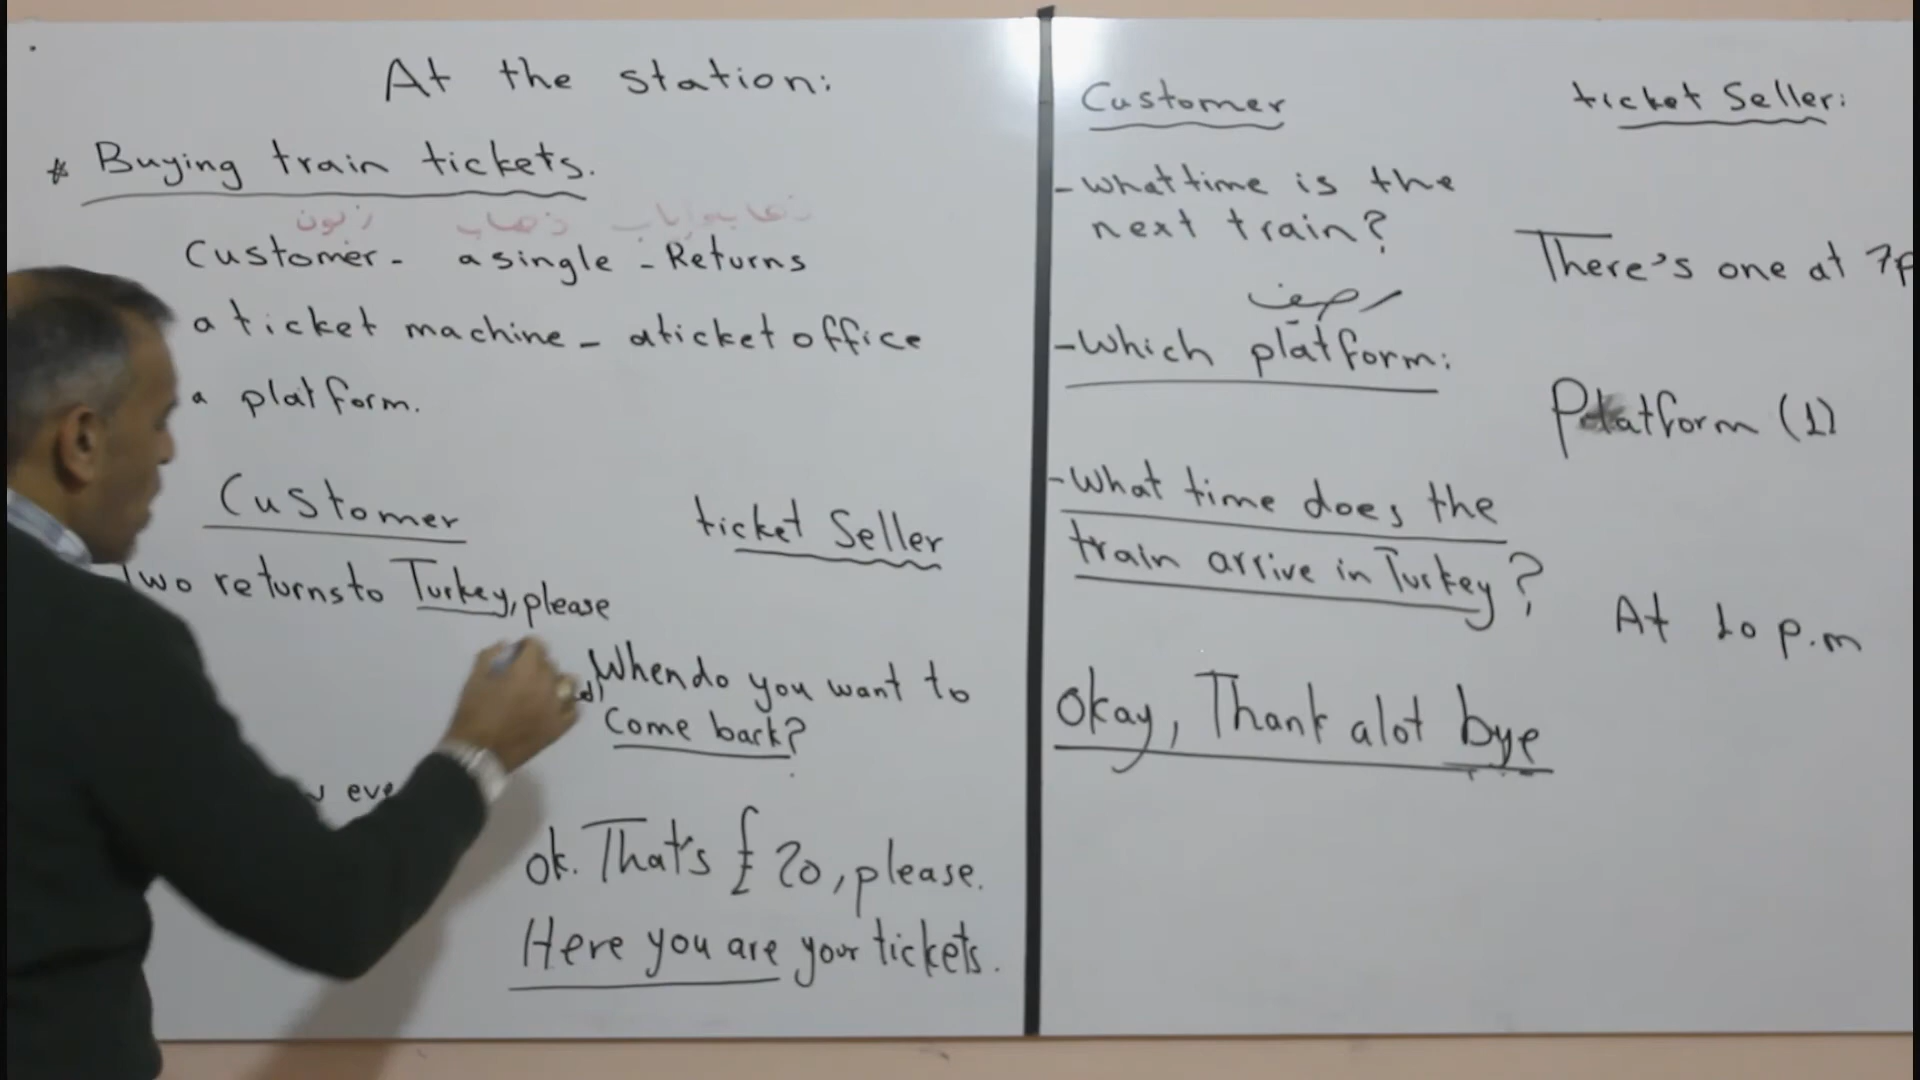 At the station:
* Buying train tickets.
زبون ذهاب ذهاب وإياب
Customer - a single - Returns
a ticket machine - a ticket office
a platform.
Customer ticket Seller
Two returns to Turkey, please
When do you want to
Come back?
ok. That's £20, please.
Here you are your tickets.
Customer ticket Seller:
- what time is the
next train?
There's one at 7p
رصيف
- Which platform:
Platform (1)
- What time does the
train arrive in Turkey?
At 10 p.m
Okay, Thank alot bye